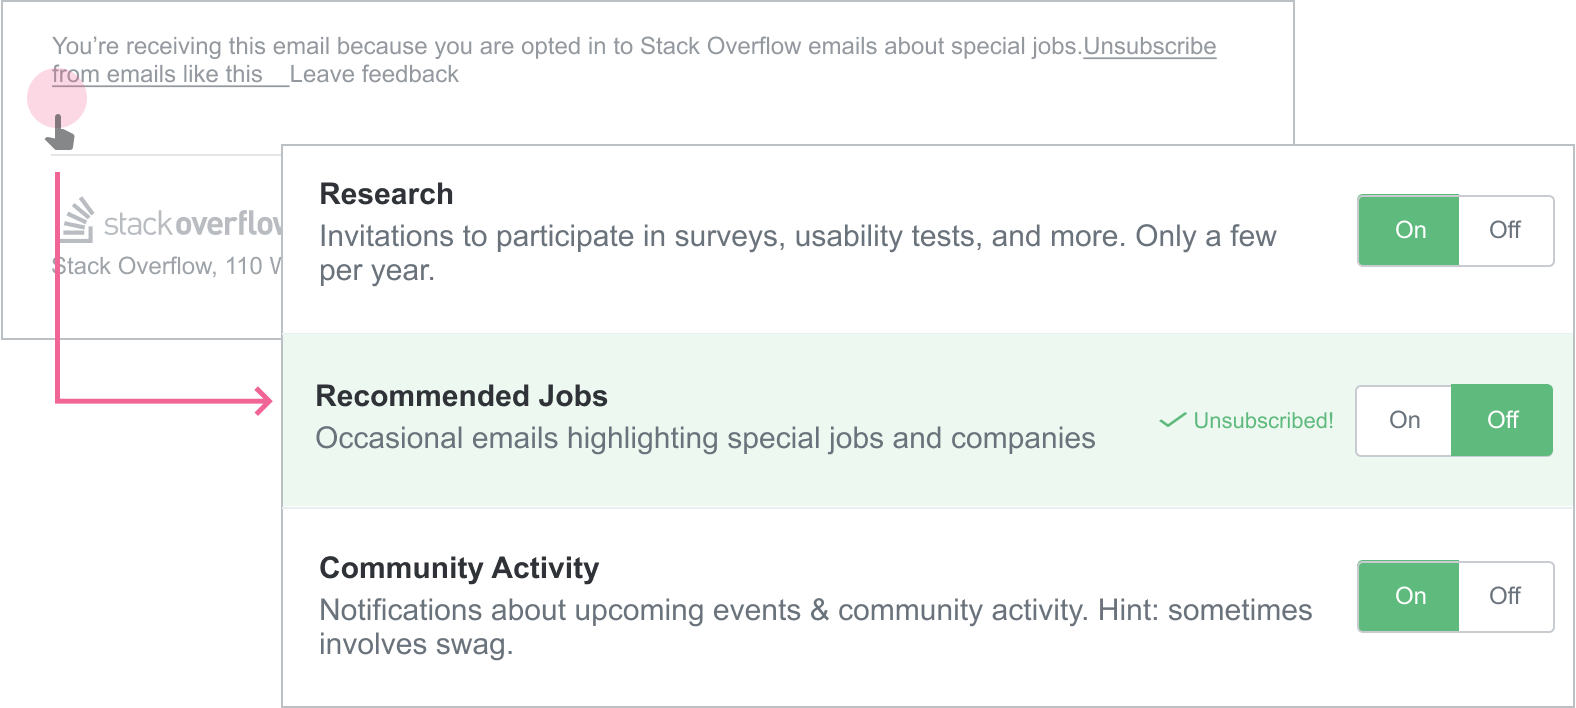 You’re receiving this email because you are opted in to Stack Overflow emails about special jobs.Unsubscribe
from emails like this    Leave feedback
stackoverflow
Stack Overflow, 110
Research
Invitations to participate in surveys, usability tests, and more. Only a few
per year.
On Off
Recommended Jobs
Occasional emails highlighting special jobs and companies
Unsubscribed!
On Off
Community Activity
Notifications about upcoming events & community activity. Hint: sometimes
involves swag.
On Off